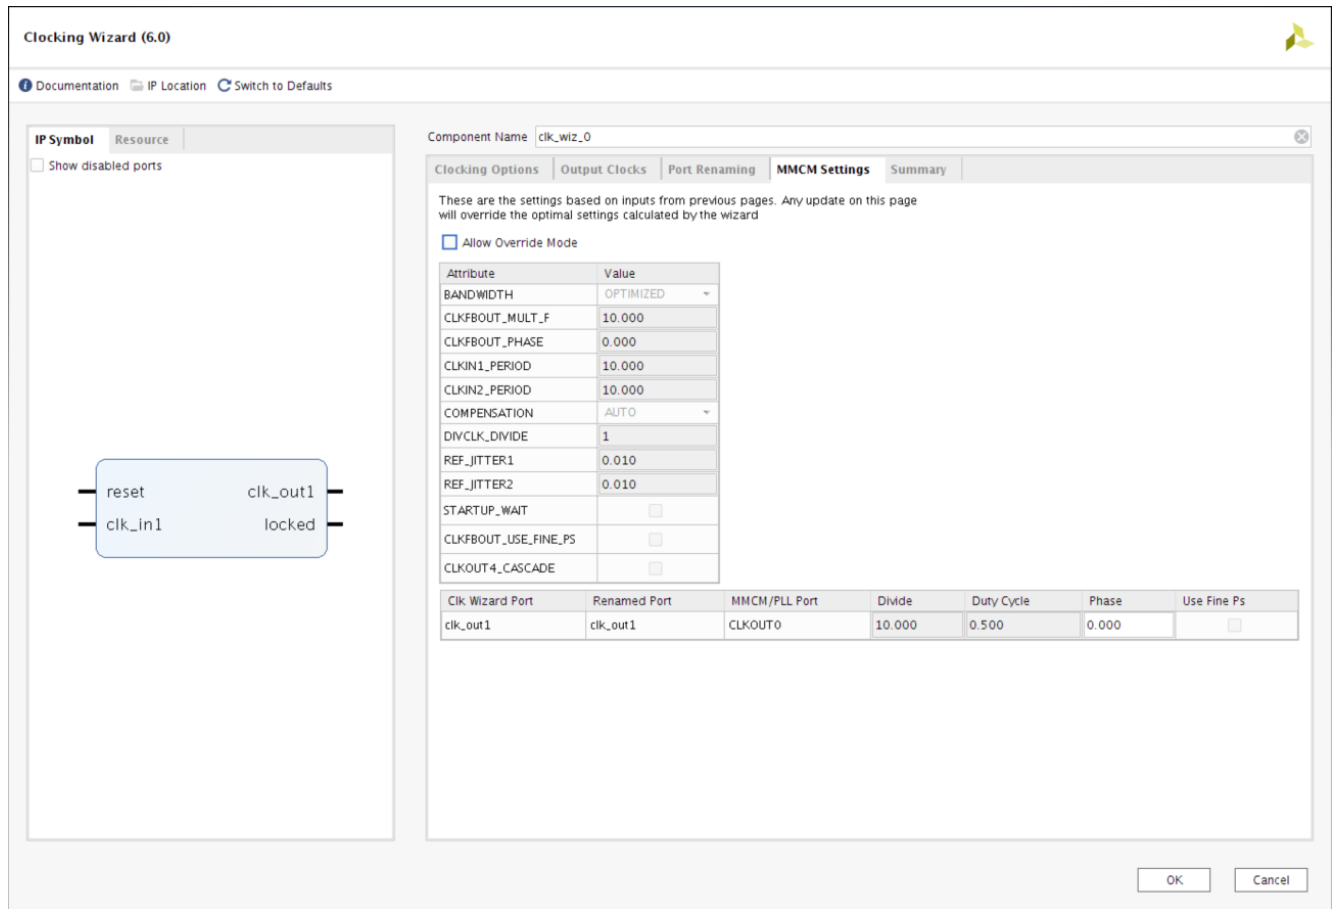 Clocking Wizard (6.0)
Documentation IP Location Switch to Defaults
IP Symbol Resource
Show disabled ports
reset clk_out1
clk_in1 locked
Component Name clk_wiz_0
Clocking Options Output Clocks Port Renaming MMCM Settings Summary
These are the settings based on inputs from previous pages. Any update on this page
will override the optimal settings calculated by the wizard
Allow Override Mode
Attribute Value
BANDWIDTH OPTIMIZED
CLKFBOUT_MULT_F 10.000
CLKFBOUT_PHASE 0.000
CLKIN1_PERIOD 10.000
CLKIN2_PERIOD 10.000
COMPENSATION AUTO
DIVCLK_DIVIDE 1
REF_JITTER1 0.010
REF_JITTER2 0.010
STARTUP_WAIT
CLKFBOUT_USE_FINE_PS
CLKOUT4_CASCADE
Clk Wizard Port Renamed Port MMCM/PLL Port Divide Duty Cycle Phase Use Fine Ps
clk_out1 clk_out1 CLKOUT0 10.000 0.500 0.000
OK Cancel